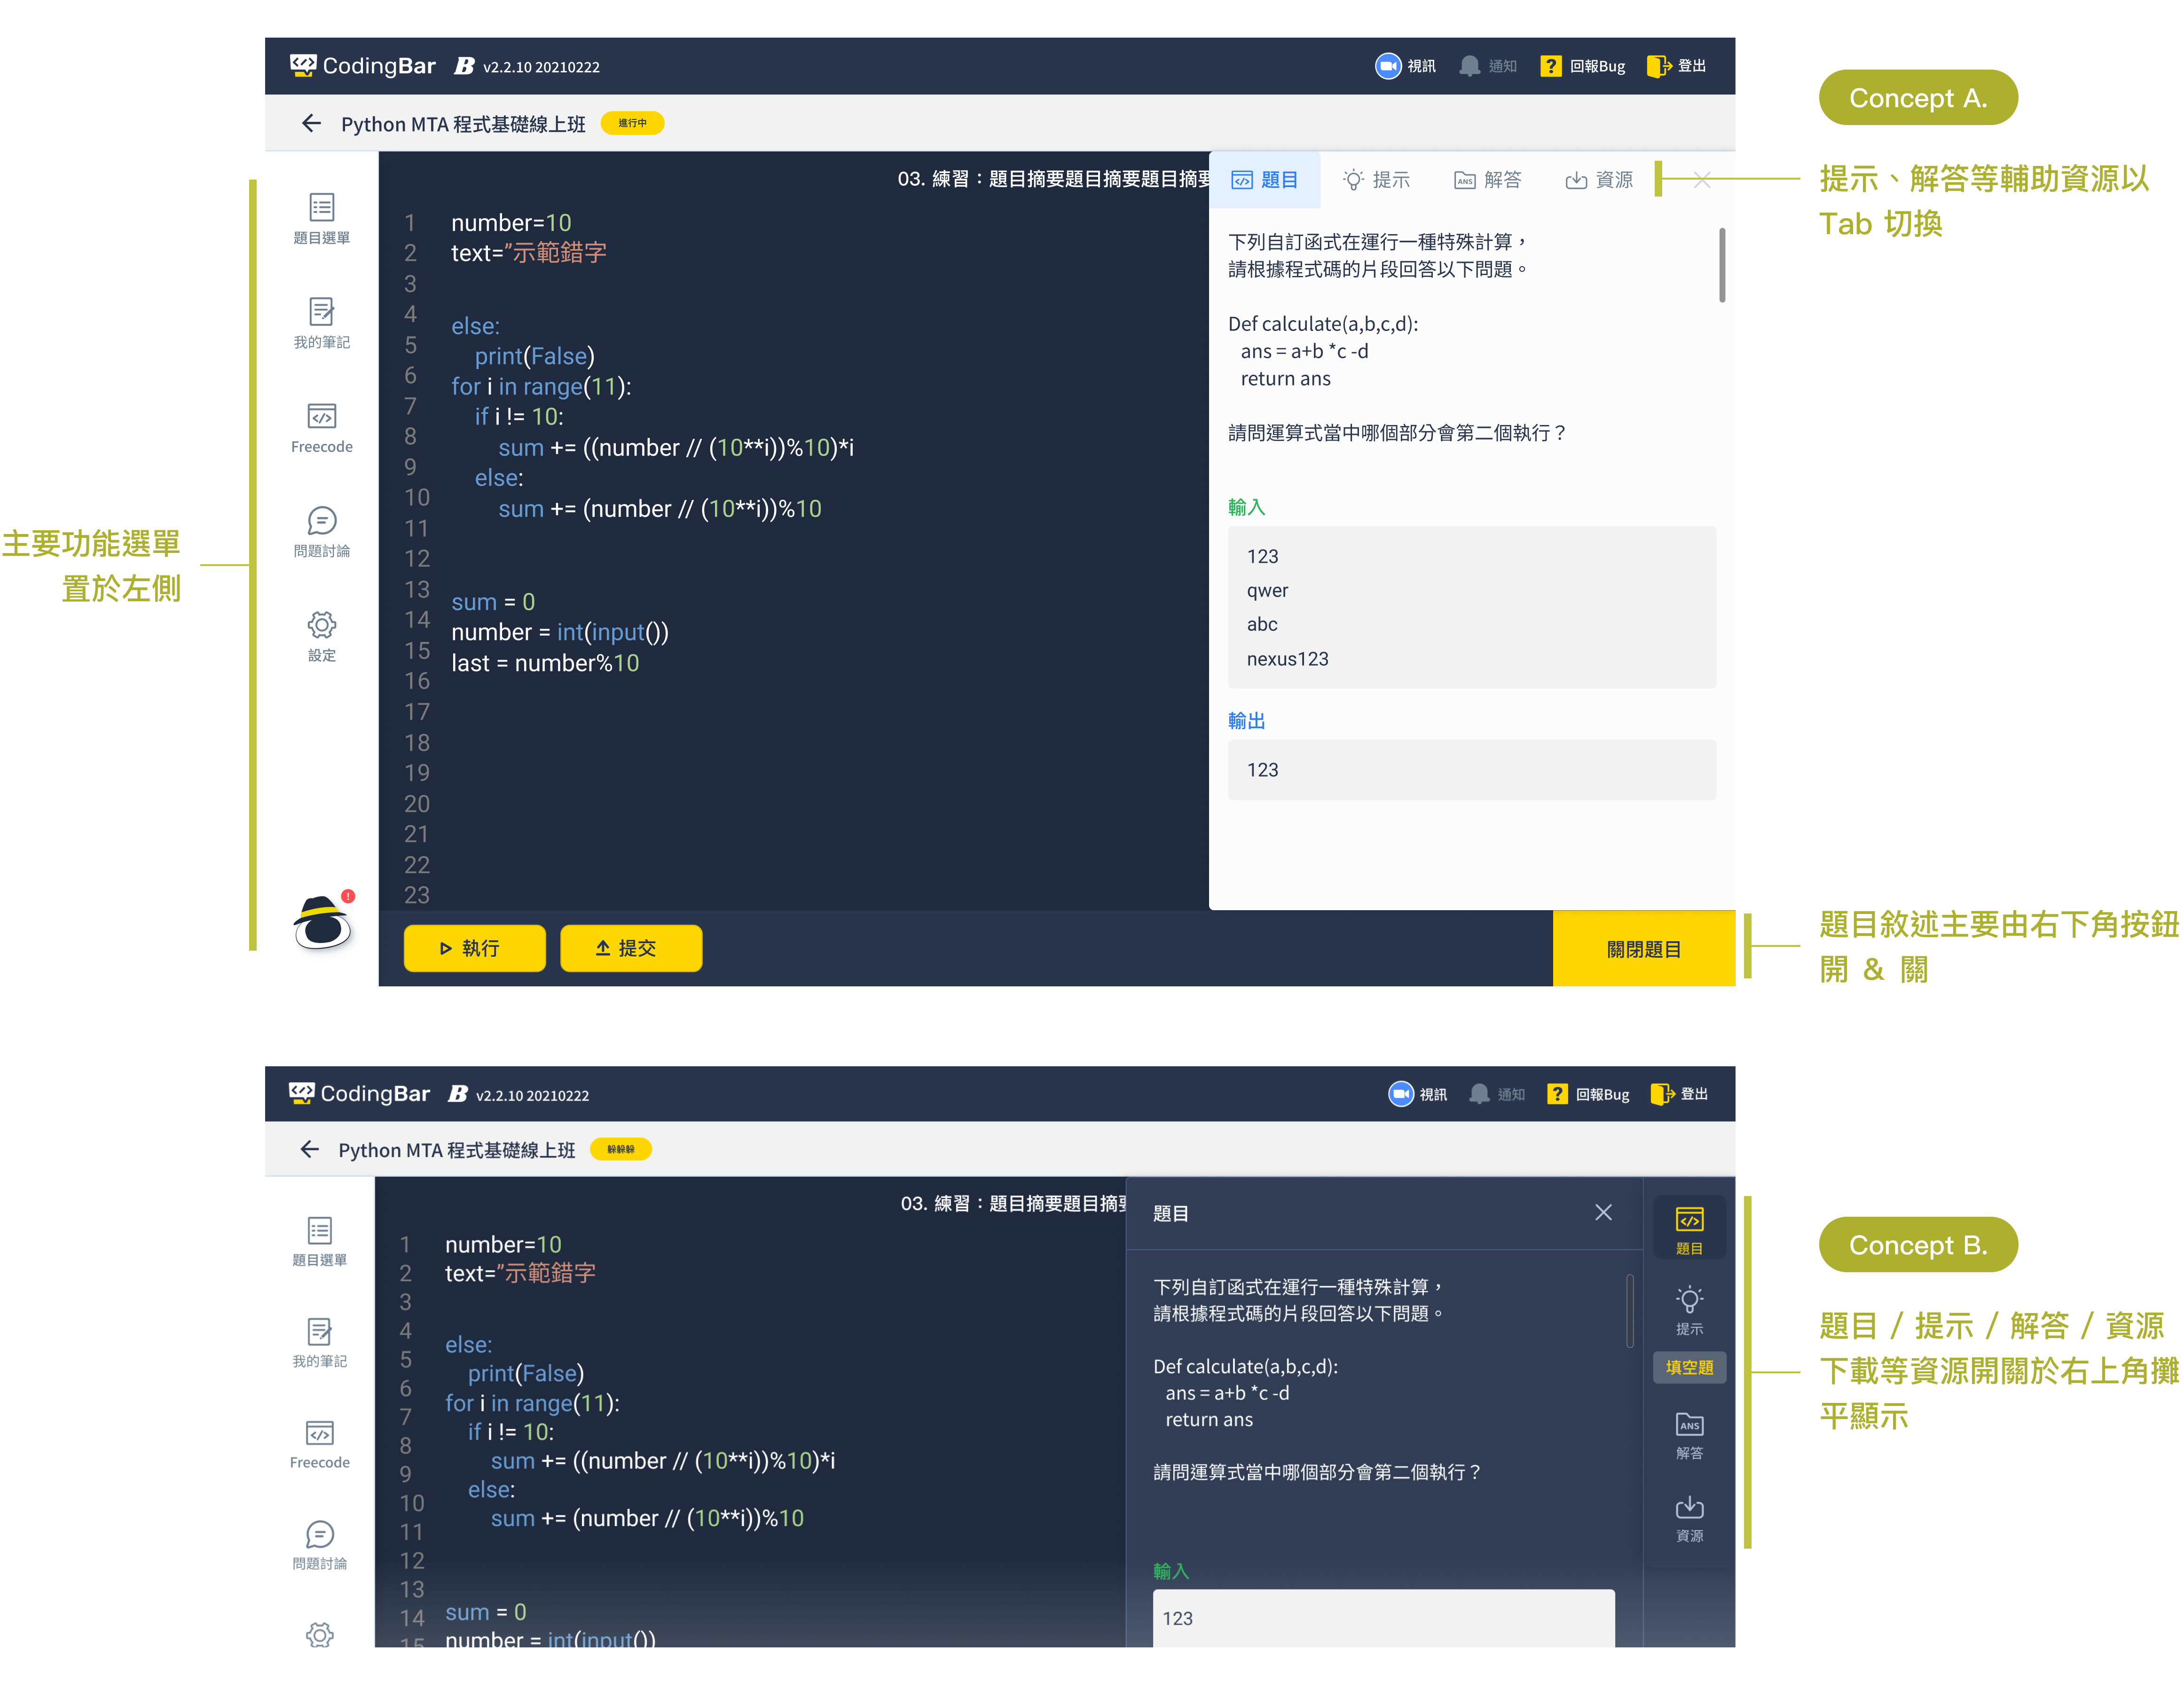 CodingBar B v2.2.10 20210222
視訊 通知 ? 回報Bug 登出
Python MTA 程式基礎線上班 進行中
題目選單
我的筆記
Freecode
問題討論
設定
!
03. 練習：題目摘要題目摘要題目摘要
1 number=10
2 text=”示範錯字
3
4 else:
5 print(False)
6 for i in range(11):
7 if i != 10:
8 sum += ((number // (10**i))%10)*i
9 else:
10 sum += (number // (10**i))%10
11
12
13 sum = 0
14 number = int(input())
15 last = number%10
16
17
18
19
20
21
22
23
執行 提交
題目 提示 ANS 解答 資源
下列自訂函式在運行一種特殊計算，
請根據程式碼的片段回答以下問題。
Def calculate(a,b,c,d):
ans = a+b *c -d
return ans
請問運算式當中哪個部分會第二個執行？
輸入
123
qwer
abc
nexus123
輸出
123
關閉題目
主要功能選單
置於左側
Concept A.
提示、解答等輔助資源以
Tab 切換
題目敘述主要由右下角按鈕
開 & 關
CodingBar B v2.2.10 20210222
視訊 通知 ? 回報Bug 登出
Python MTA 程式基礎線上班 躲躲躲
題目選單
我的筆記
Freecode
問題討論
03. 練習：題目摘要題目摘要
1 number=10
2 text=”示範錯字
3
4 else:
5 print(False)
6 for i in range(11):
7 if i != 10:
8 sum += ((number // (10**i))%10)*i
9 else:
10 sum += (number // (10**i))%10
11
12
13
14 sum = 0
15 number = int(input())
題目
下列自訂函式在運行一種特殊計算，
請根據程式碼的片段回答以下問題。
Def calculate(a,b,c,d):
ans = a+b *c -d
return ans
請問運算式當中哪個部分會第二個執行？
輸入
123
題目
提示
填空題
ANS
解答
資源
Concept B.
題目 / 提示 / 解答 / 資源
下載等資源開關於右上角攤
平顯示